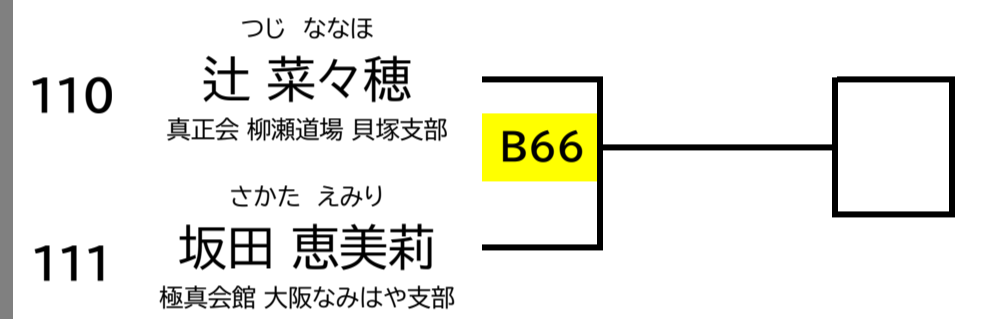 つじ ななほ
110 辻 菜々穂
真正会 柳瀬道場 貝塚支部
B66
さかた えみり
111 坂田 恵美莉
極真会館 大阪なみはや支部